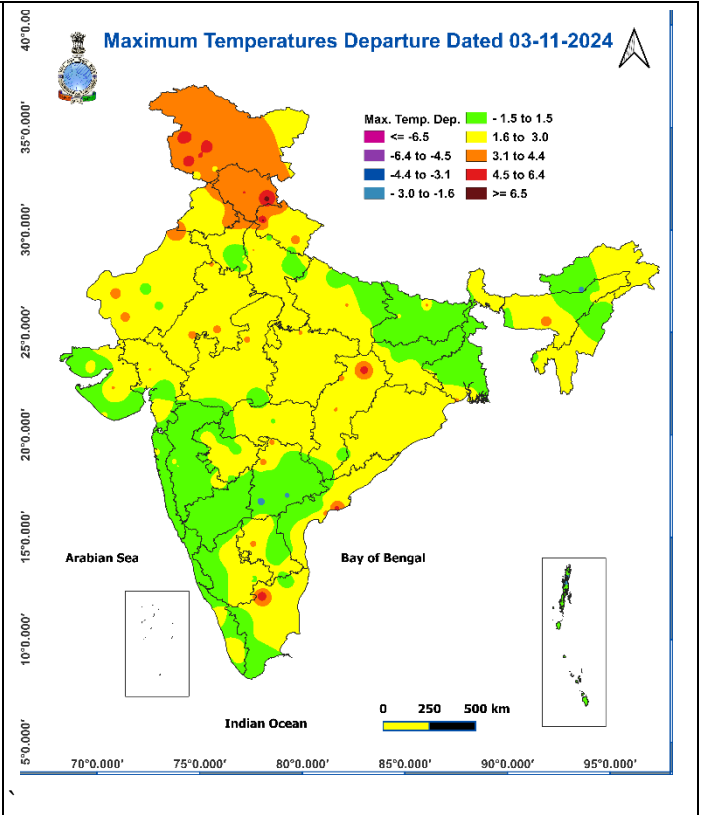 Maximum Temperatures Departure Dated 03-11-2024
Max. Temp. Dep.
<= -6.5
-6.4 to -4.5
-4.4 to -3.1
- 3.0 to -1.6
- 1.5 to 1.5
1.6 to 3.0
3.1 to 4.4
4.5 to 6.4
>= 6.5
40°0.000'
35°0.000'
30°0.000'
25°0.000'
20°0.000'
15°0.000'
10°0.000'
5°0.000'
Arabian Sea
Bay of Bengal
Indian Ocean
0 250 500 km
70°0.000' 75°0.000' 80°0.000' 85°0.000' 90°0.000' 95°0.000'
`